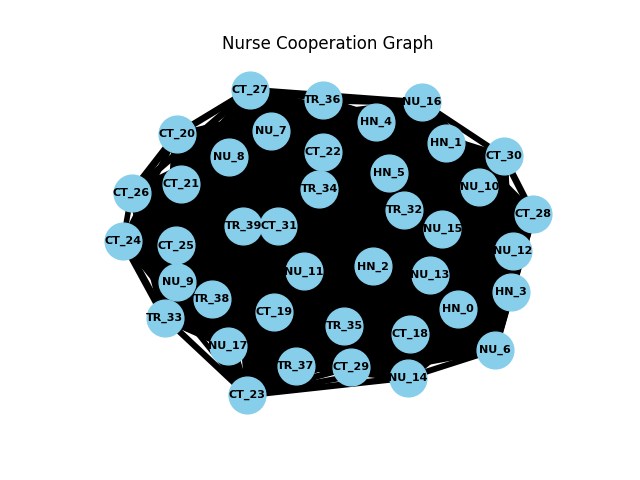 Nurse Cooperation Graph
CT_27
TR_36
NU_16
HN_4
NU_7
CT_20
HN_1
CT_22
CT_30
NU_8
HN_5
CT_21
NU_10
TR_34
CT_26
TR_32
CT_28
TR_39
CT_31
NU_15
CT_24
CT_25
NU_12
HN_2
NU_11
NU_13
NU_9
HN_3
TR_38
HN_0
CT_19
TR_33
TR_35
CT_18
NU_17
NU_6
TR_37
CT_29
NU_14
CT_23